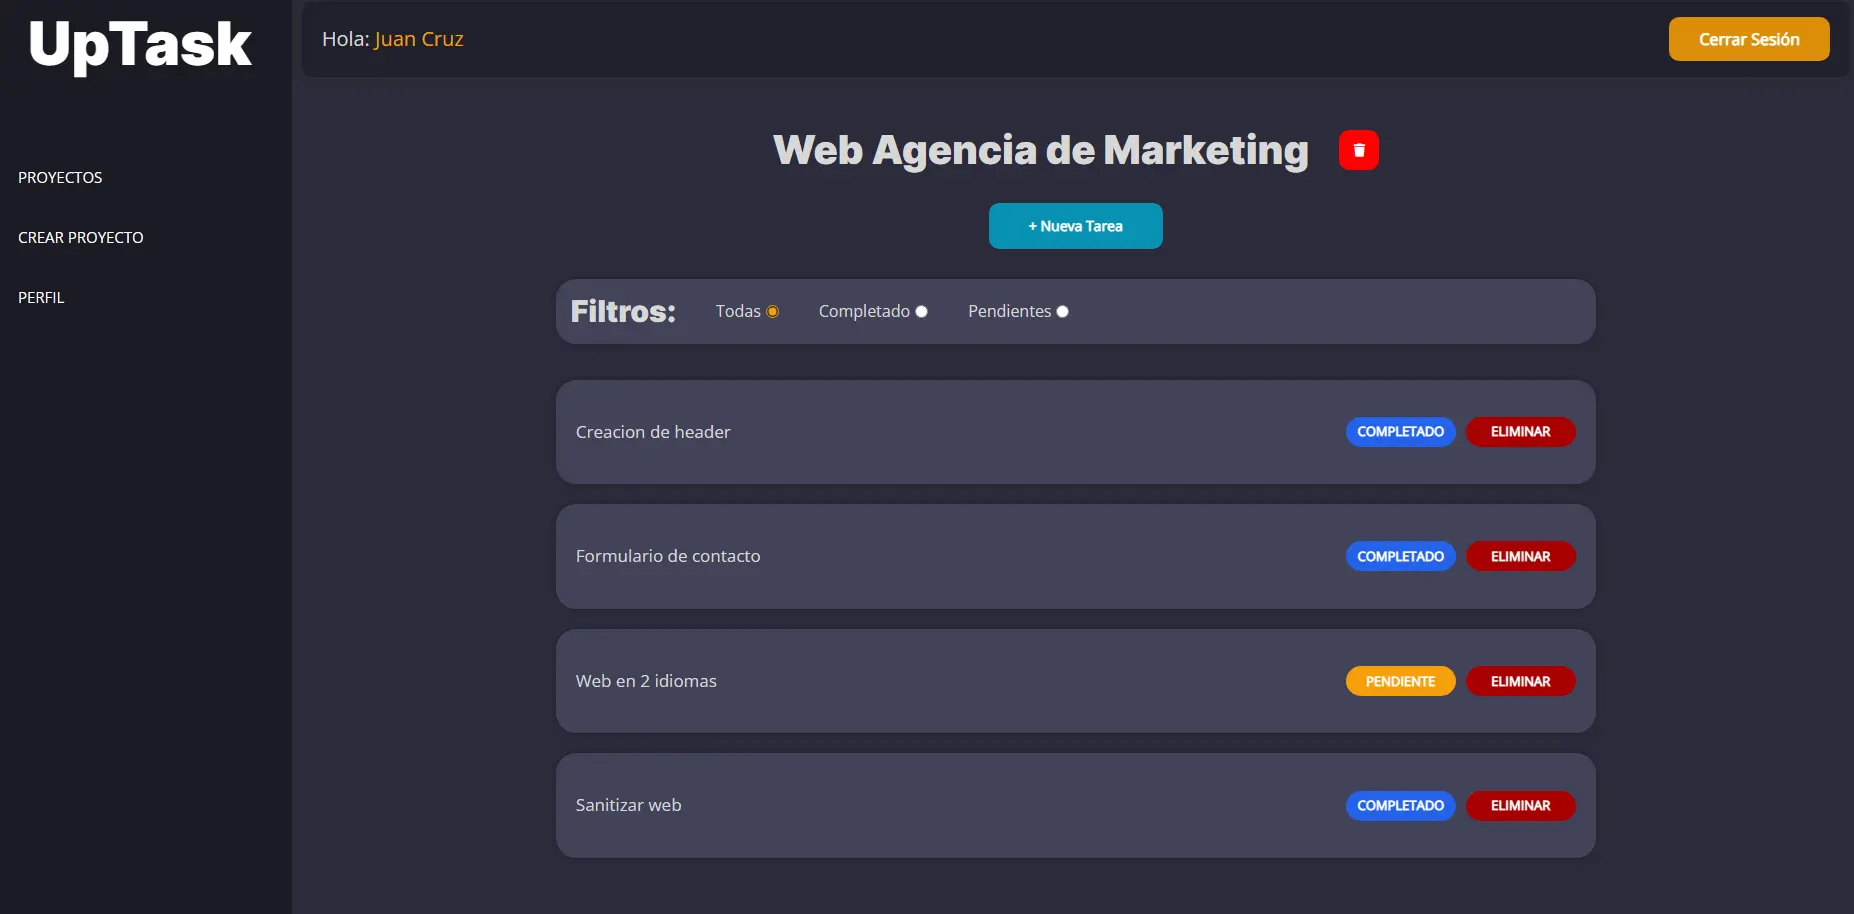 UpTask
PROYECTOS
CREAR PROYECTO
PERFIL
Hola: Juan Cruz
Cerrar Sesión
Web Agencia de Marketing
+ Nueva Tarea
Filtros: Todas Completado Pendientes
Creacion de header COMPLETADO ELIMINAR
Formulario de contacto COMPLETADO ELIMINAR
Web en 2 idiomas PENDIENTE ELIMINAR
Sanitizar web COMPLETADO ELIMINAR